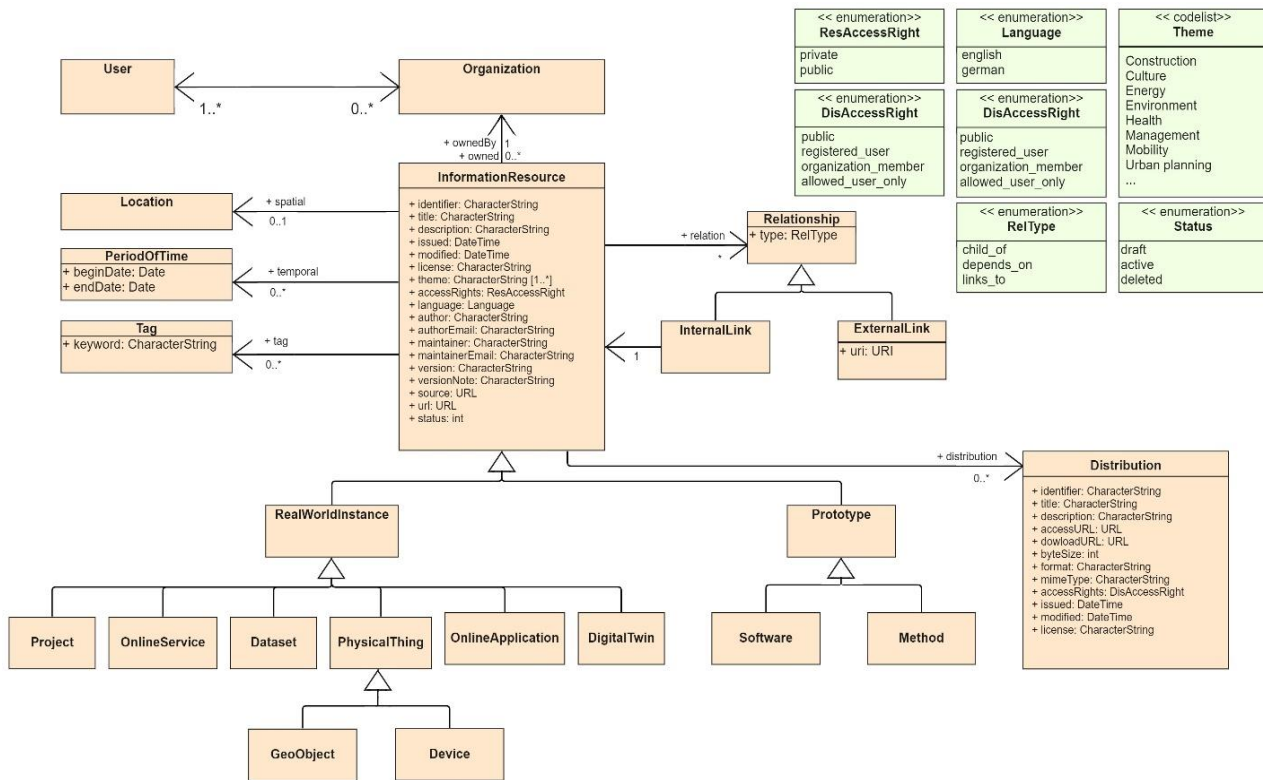 User
1..*
0..*
Organization
+ ownedBy 1
+ owned 0..*
InformationResource
+ identifier: CharacterString
+ title: CharacterString
+ description: CharacterString
+ issued: DateTime
+ modified: DateTime
+ license: CharacterString
+ theme: CharacterString [1..*]
+ accessRights: ResAccessRight
+ language: Language
+ author: CharacterString
+ authorEmail: CharacterString
+ maintainer: CharacterString
+ maintainerEmail: CharacterString
+ version: CharacterString
+ versionNote: CharacterString
+ source: URL
+ url: URL
+ status: int
Location
+ spatial
0..1
PeriodOfTime
+ beginDate: Date
+ endDate: Date
+ temporal
0..*
Tag
+ keyword: CharacterString
+ tag
0..*
+ relation
*
Relationship
+ type: RelType
InternalLink
1
ExternalLink
+ uri: URI
<< enumeration>>
ResAccessRight
private
public
<< enumeration>>
Language
english
german
<< codelist>>
Theme
Construction
Culture
Energy
Environment
Health
Management
Mobility
Urban planning
...
<< enumeration>>
DisAccessRight
public
registered_user
organization_member
allowed_user_only
<< enumeration>>
DisAccessRight
public
registered_user
organization_member
allowed_user_only
<< enumeration>>
RelType
child_of
depends_on
links_to
<< enumeration>>
Status
draft
active
deleted
+ distribution
0..*
Distribution
+ identifier: CharacterString
+ title: CharacterString
+ description: CharacterString
+ accessURL: URL
+ dowloadURL: URL
+ byteSize: int
+ format: CharacterString
+ mimeType: CharacterString
+ accessRights: DisAccessRight
+ issued: DateTime
+ modified: DateTime
+ license: CharacterString
RealWorldInstance
Prototype
Project
OnlineService
Dataset
PhysicalThing
OnlineApplication
DigitalTwin
Software
Method
GeoObject
Device